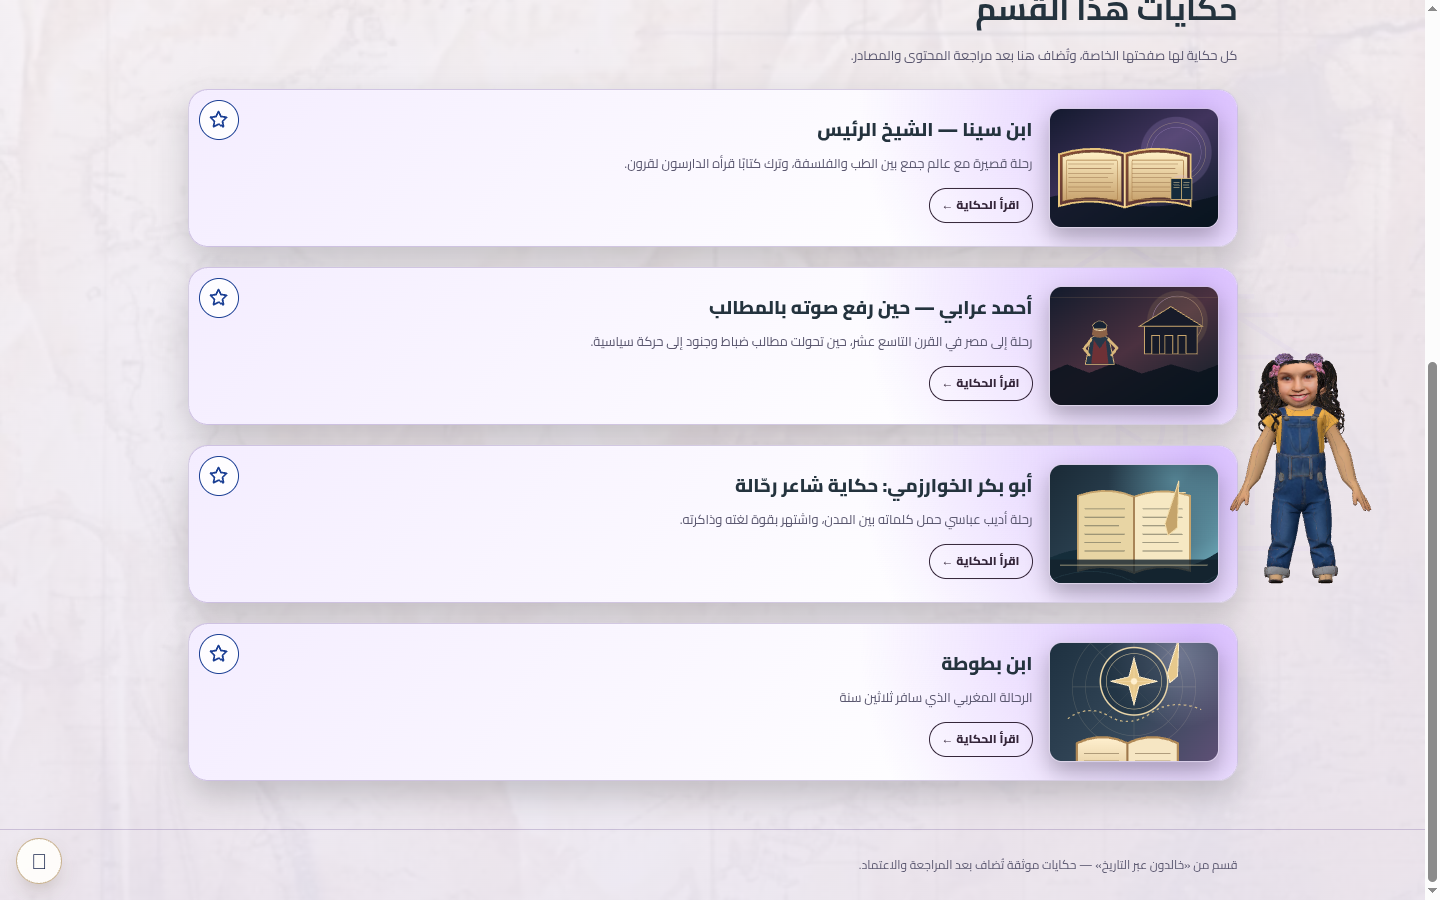 حكايات هذا القسم
كل حكاية لها صفحتها الخاصة، وتُضاف هنا بعد مراجعة المحتوى والمصادر.
ابن سينا — الشيخ الرئيس
رحلة قصيرة مع عالم جمع بين الطب والفلسفة، وترك كتابًا قرأه الدارسون لقرون.
اقرأ الحكاية ←
أحمد عرابي — حين رفع صوته بالمطالب
رحلة إلى مصر في القرن التاسع عشر، حين تحولت مطالب ضباط وجنود إلى حركة سياسية.
اقرأ الحكاية ←
أبو بكر الخوارزمي: حكاية شاعر رحّالة
رحلة أديب عباسي حمل كلماته بين المدن، واشتهر بقوة لغته وذاكرته.
اقرأ الحكاية ←
ابن بطوطة
الرحالة المغربي الذي سافر ثلاثين سنة
اقرأ الحكاية ←
قسم من «خالدون عبر التاريخ» — حكايات موثقة تُضاف بعد المراجعة والاعتماد.